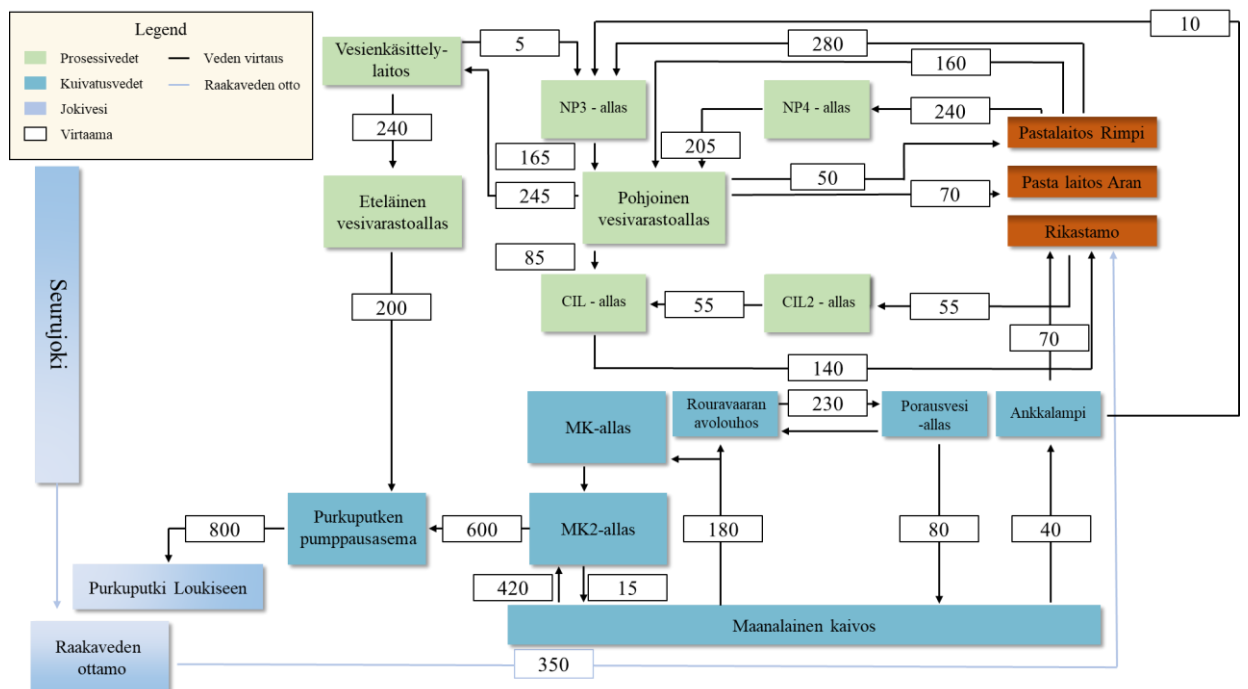 Legend
Prosessivedet
Veden virtaus
Kuivatusvedet
Raakaveden otto
Jokivesi
Virtaama
Vesienkäsittely-
laitos
5
10
280
160
NP3 - allas
NP4 - allas
240
240
Pastalaitos Rimpi
165
205
50
245
70
Pasta laitos Aran
Eteläinen
vesivarastoallas
Pohjoinen
vesivarastoallas
Rikastamo
85
Seurujoki
200
CIL - allas
55
CIL2 - allas
55
70
140
MK-allas
Rouravaaran
avolouhos
230
Porausvesi
-allas
Ankkalampi
800
Purkuputken
pumppausasema
600
MK2-allas
180
80
40
Purkuputki Loukiseen
420
15
Maanalainen kaivos
Raakaveden
ottamo
350